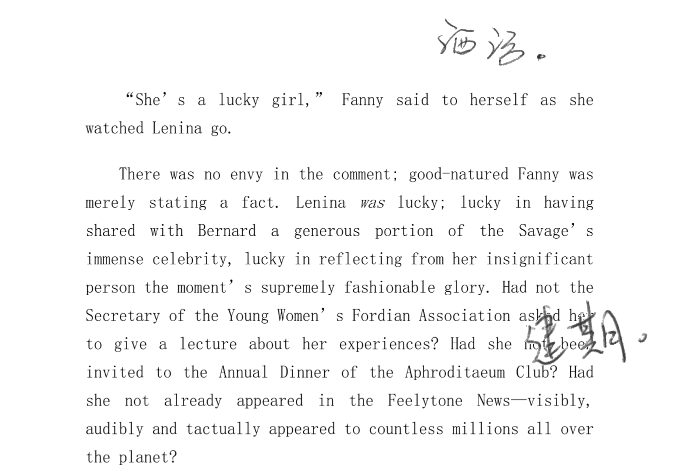 “She’s a lucky girl,” Fanny said to herself as she
watched Lenina go.
There was no envy in the comment; good-natured Fanny was
merely stating a fact. Lenina was lucky; lucky in having
shared with Bernard a generous portion of the Savage’s
immense celebrity, lucky in reflecting from her insignificant
person the moment’s supremely fashionable glory. Had not the
Secretary of the Young Women’s Fordian Association asked her
to give a lecture about her experiences? Had she not been
期。
invited to the Annual Dinner of the Aphroditaeum Club? Had
she not already appeared in the Feelytone News—visibly,
audibly and tactually appeared to countless millions all over
the planet?